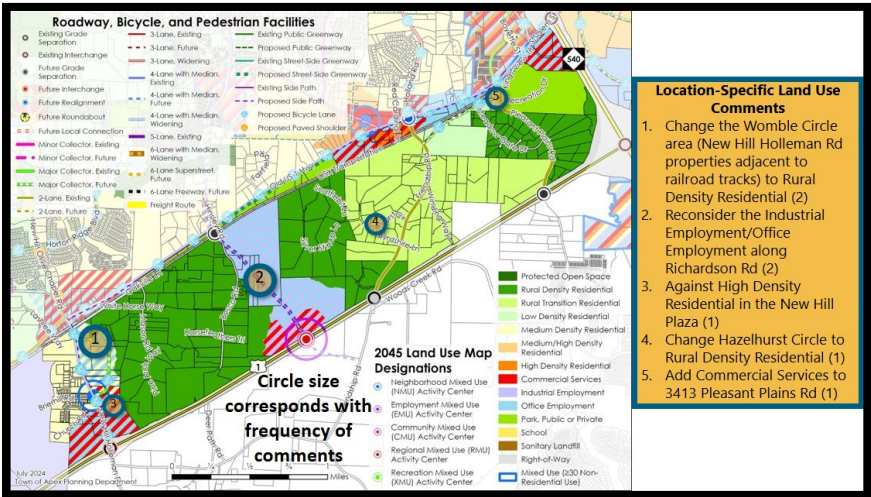 Roadway, Bicycle, and Pedestrian Facilities
Existing Grade
Separation
Existing Interchange
Future Grade
Separation
Future Interchange
Future Realignment
Future Roundabout
Future Local Connection
Minor Collector, Existing
Minor Collector, Future
Major Collector, Existing
Major Collector, Future
2-Lane, Existing
2-Lane, Future
3-Lane, Existing
3-Lane, Future
3-Lane, Widening
4-Lane with Median,
Existing
4-Lane with Median,
Future
4-Lane with Median,
Widening
5-Lane, Existing
6-Lane with Median,
Widening
6-Lane Superstreet,
Future
6-Lane Freeway, Future
Freight Route
Existing Public Greenway
Proposed Public Greenway
Existing Street-Side Greenway
Proposed Street-Side Greenway
Existing Side Path
Proposed Side Path
Proposed Bicycle Lane
Proposed Paved Shoulder
540
5
4
2
1
3
Horton Ridge Blvd
White Horse Way
Woods Creek Rd
1
Circle size
corresponds with
frequency of
comments
2045 Land Use Map
Designations
Neighborhood Mixed Use
(NMU) Activity Center
Employment Mixed Use
(EMU) Activity Center
Community Mixed Use
(CMU) Activity Center
Regional Mixed Use (RMU)
Activity Center
Recreation Mixed Use
(XMU) Activity Center
Protected Open Space
Rural Density Residential
Rural Transition Residential
Low Density Residential
Medium Density Residential
Medium/High Density
Residential
High Density Residential
Commercial Services
Industrial Employment
Office Employment
Park, Public or Private
School
Sanitary Landfill
Right-of-Way
Mixed Use (≥30 Non-
Residential Use)
July 2024
Town of Apex Planning Department
Miles
Location-Specific Land Use
Comments
1. Change the Womble Circle
area (New Hill Holleman Rd
properties adjacent to
railroad tracks) to Rural
Density Residential (2)
2. Reconsider the Industrial
Employment/Office
Employment along
Richardson Rd (2)
3. Against High Density
Residential in the New Hill
Plaza (1)
4. Change Hazelhurst Circle to
Rural Density Residential (1)
5. Add Commercial Services to
3413 Pleasant Plains Rd (1)